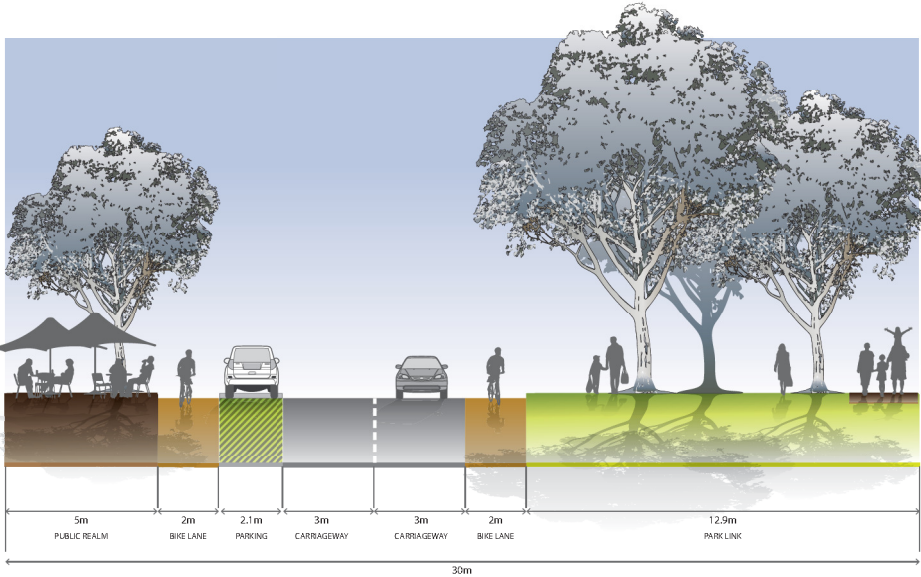 5m 2m 2.1m 3m 3m 2m 12.9m
PUBLIC REALM BIKE LANE PARKING CARRIAGEWAY CARRIAGEWAY BIKE LANE PARK LINK
30m